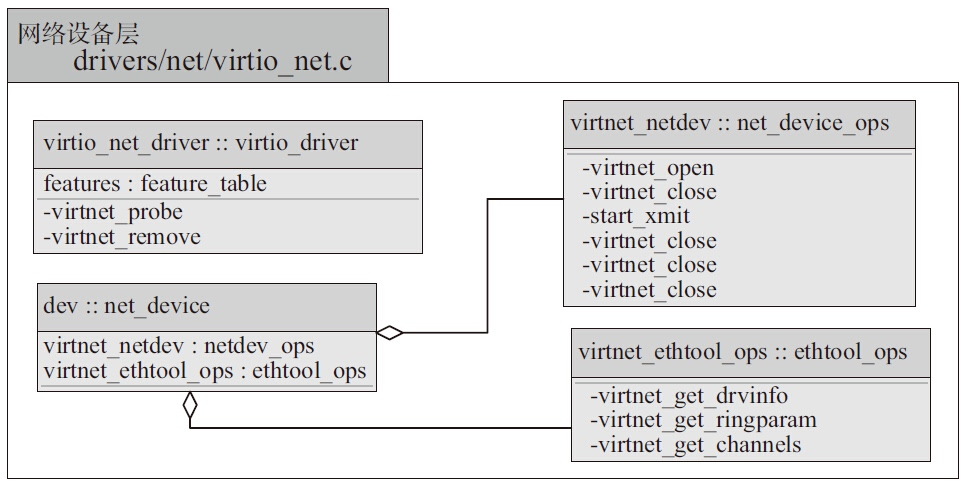 网络设备层
drivers/net/virtio_net.c
virtio_net_driver :: virtio_driver
features : feature_table
-virtnet_probe
-virtnet_remove
dev :: net_device
virtnet_netdev : netdev_ops
virtnet_ethtool_ops : ethtool_ops
virtnet_netdev :: net_device_ops
-virtnet_open
-virtnet_close
-start_xmit
-virtnet_close
-virtnet_close
-virtnet_close
virtnet_ethtool_ops :: ethtool_ops
-virtnet_get_drvinfo
-virtnet_get_ringparam
-virtnet_get_channels